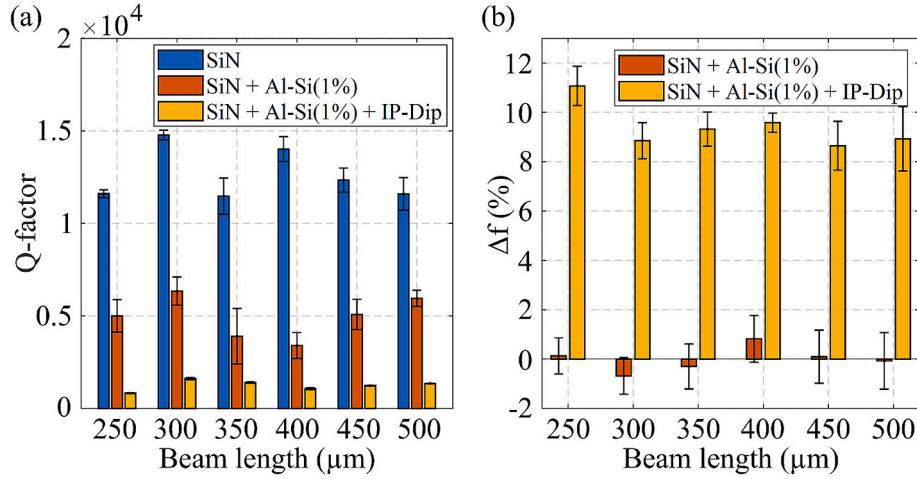 (a)
2 ×10⁴
SiN
SiN + Al-Si(1%)
SiN + Al-Si(1%) + IP-Dip
1.5
1
0.5
0
Q-factor
250 300 350 400 450 500
Beam length (µm)
(b)
12
10
8
6
4
2
0
-2
SiN + Al-Si(1%)
SiN + Al-Si(1%) + IP-Dip
Δf (%)
250 300 350 400 450 500
Beam length (µm)